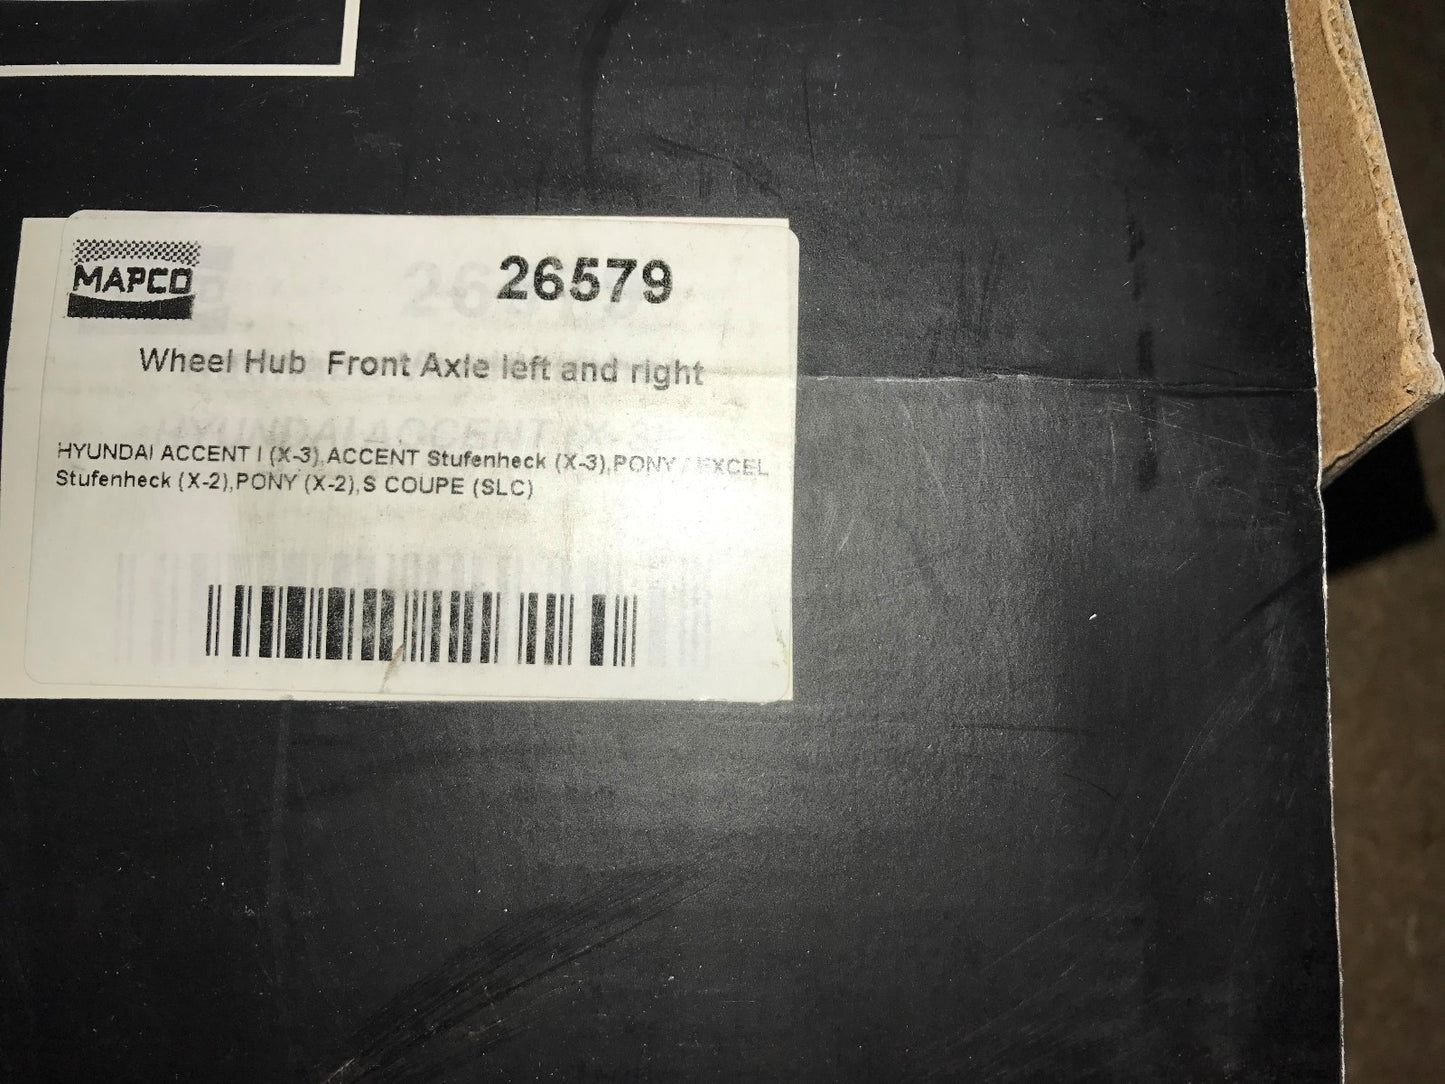 MAPCO
26579
Wheel Hub Front Axle left and right
HYUNDAI ACCENT I (X-3),ACCENT Stufenheck (X-3),PONY / EXCEL
Stufenheck (X-2),PONY (X-2),S COUPE (SLC)